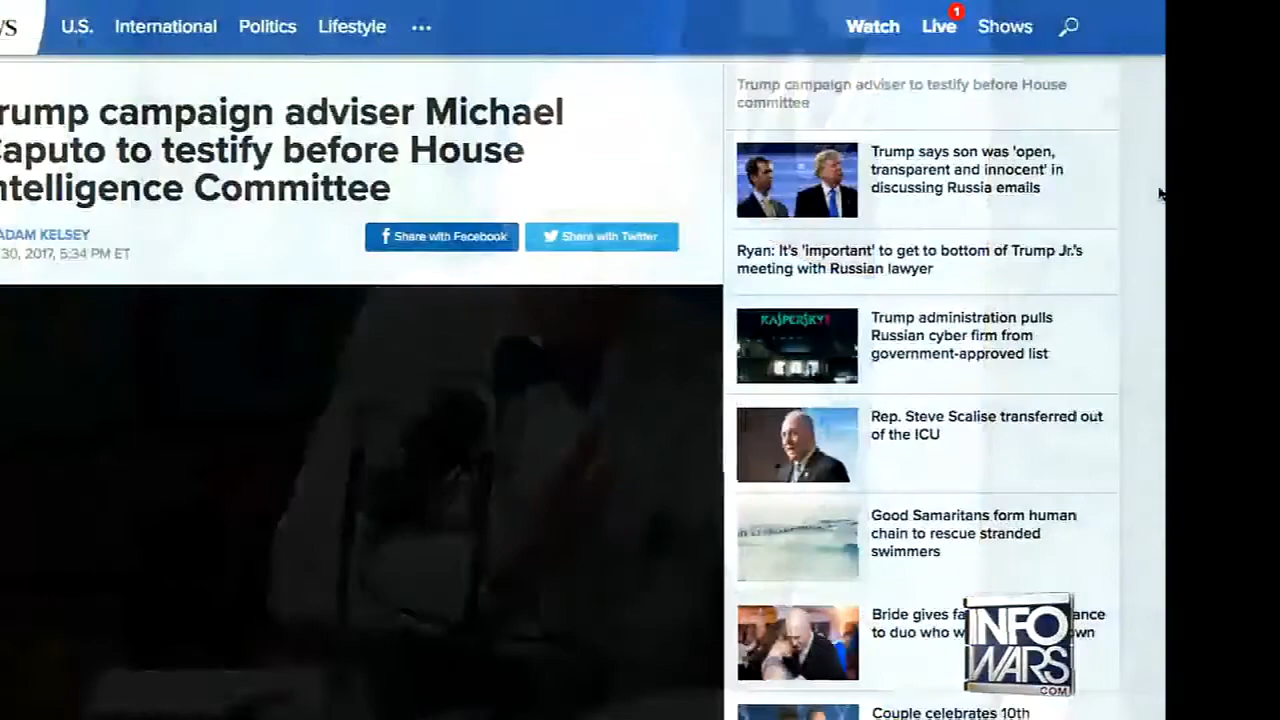 WS
U.S. International Politics Lifestyle ...
Watch Live 1 Shows
rump campaign adviser Michael
Caputo to testify before House
ntelligence Committee
ADAM KELSEY
30, 2017, 5:34 PM ET
Share with Facebook
Share with Twitter
Trump campaign adviser to testify before House
committee
Trump says son was 'open,
transparent and innocent' in
discussing Russia emails
Ryan: It's 'important' to get to bottom of Trump Jr.'s
meeting with Russian lawyer
KASPERSKY
Trump administration pulls
Russian cyber firm from
government-approved list
Rep. Steve Scalise transferred out
of the ICU
Good Samaritans form human
chain to rescue stranded
swimmers
Bride gives fa ance
to duo who w own
INFO
WARS
.COM
Couple celebrates 10th